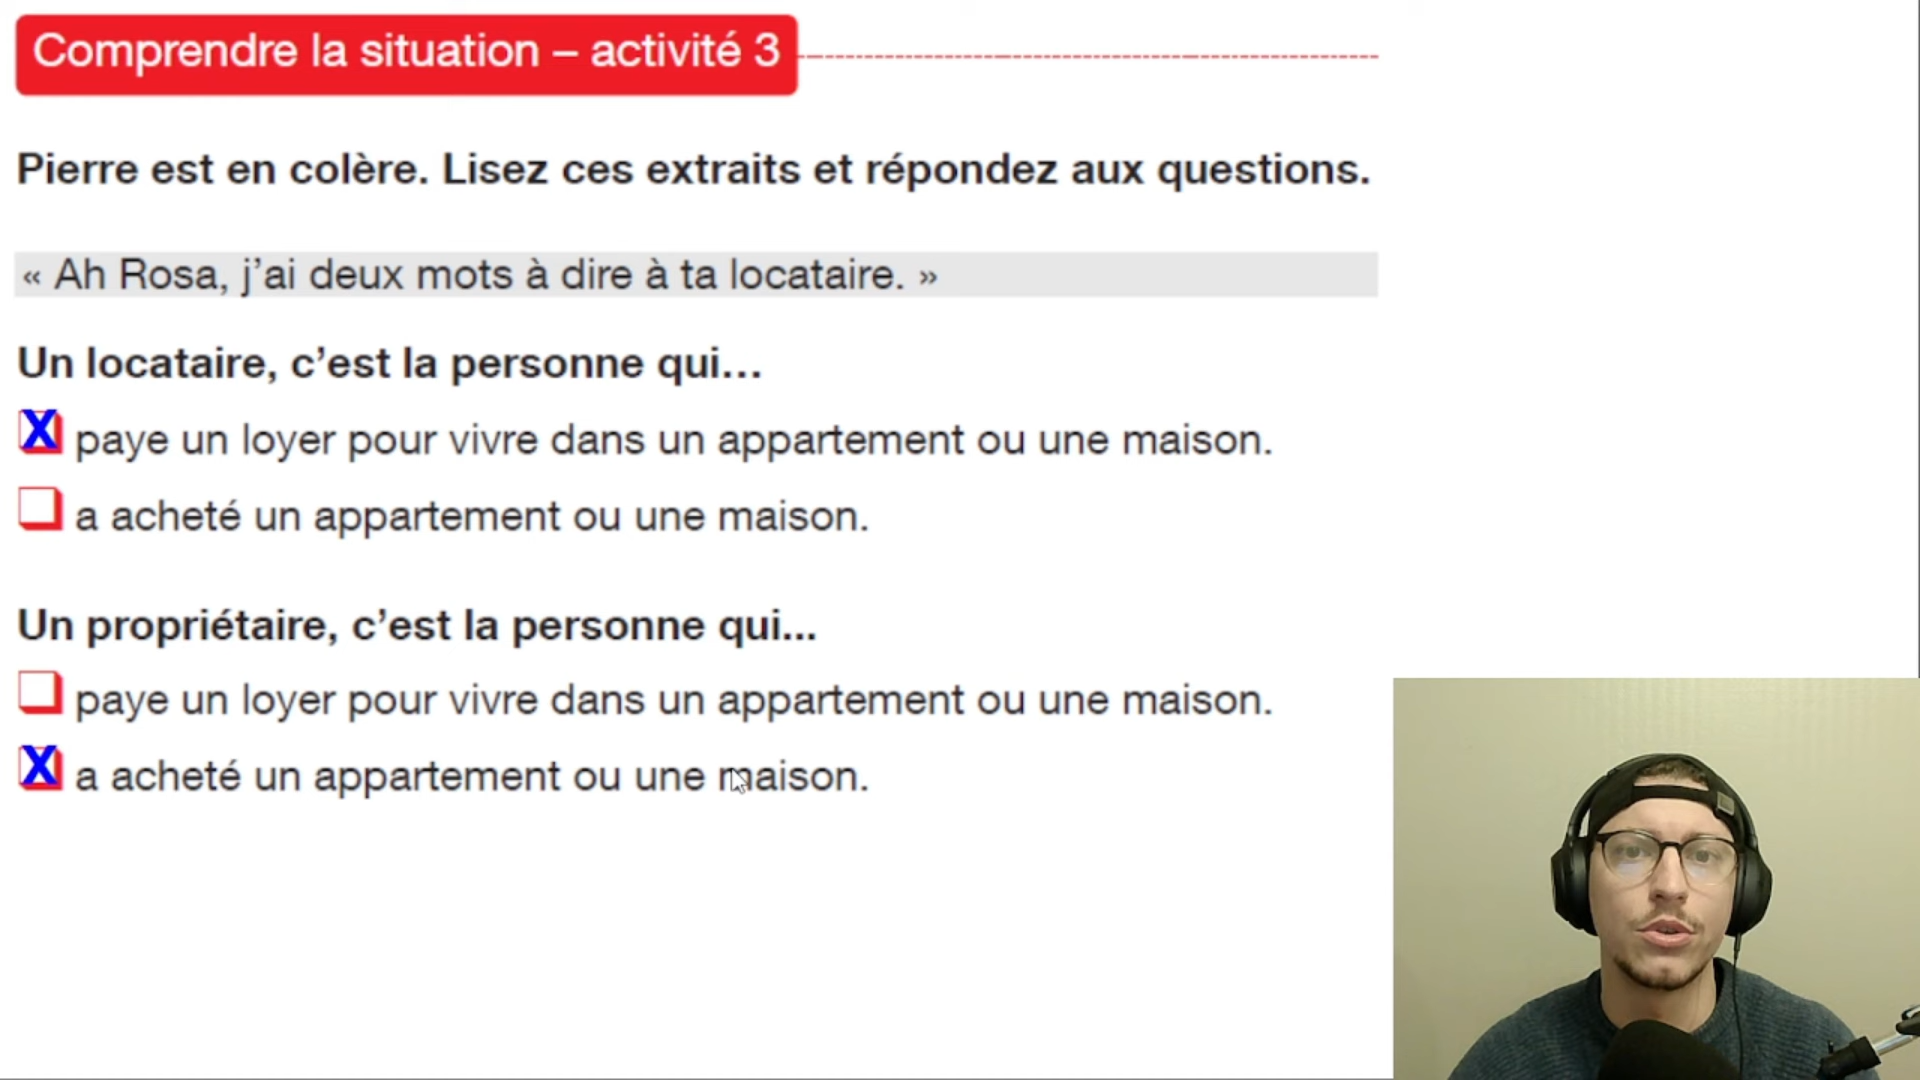 Comprendre la situation – activité 3
Pierre est en colère. Lisez ces extraits et répondez aux questions.
« Ah Rosa, j’ai deux mots à dire à ta locataire. »
Un locataire, c’est la personne qui…
X paye un loyer pour vivre dans un appartement ou une maison.
a acheté un appartement ou une maison.
Un propriétaire, c’est la personne qui...
paye un loyer pour vivre dans un appartement ou une maison.
X a acheté un appartement ou une maison.